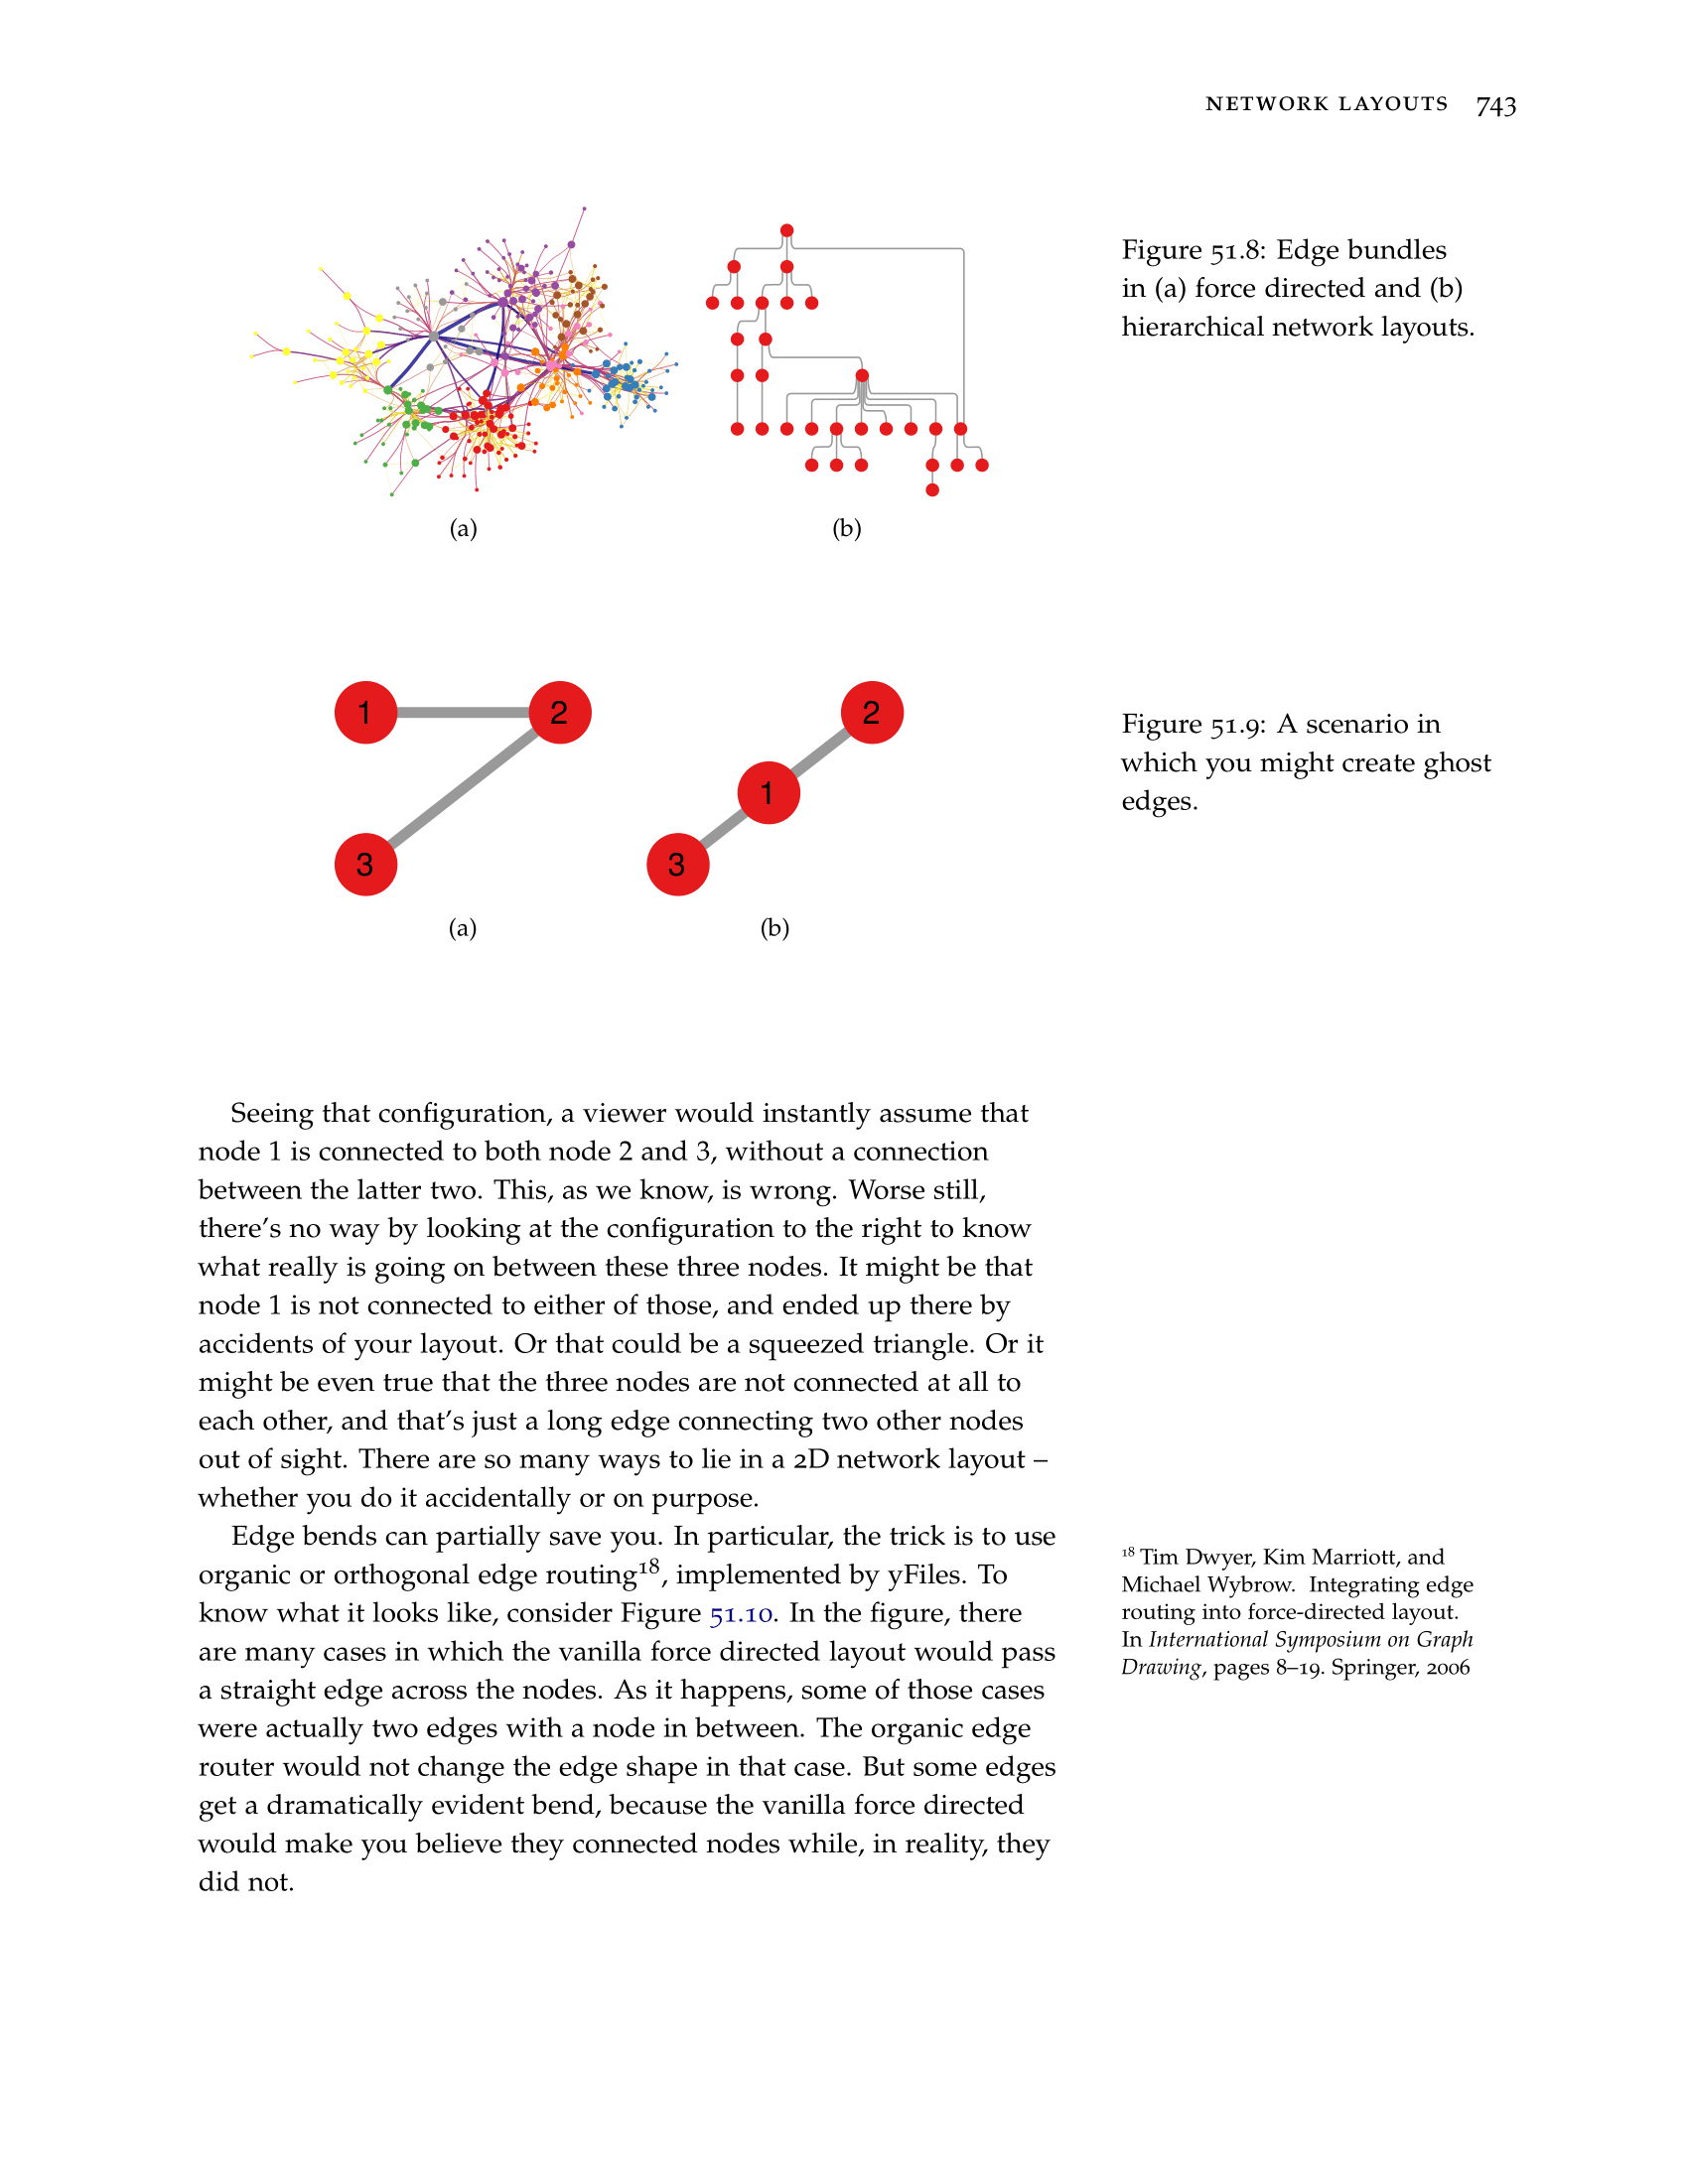 NETWORK LAYOUTS 743
(a)
(b)
Figure 51.8: Edge bundles
in (a) force directed and (b)
hierarchical network layouts.
1
2
3
(a)
2
1
3
(b)
Figure 51.9: A scenario in
which you might create ghost
edges.
Seeing that configuration, a viewer would instantly assume that
node 1 is connected to both node 2 and 3, without a connection
between the latter two. This, as we know, is wrong. Worse still,
there's no way by looking at the configuration to the right to know
what really is going on between these three nodes. It might be that
node 1 is not connected to either of those, and ended up there by
accidents of your layout. Or that could be a squeezed triangle. Or it
might be even true that the three nodes are not connected at all to
each other, and that's just a long edge connecting two other nodes
out of sight. There are so many ways to lie in a 2D network layout –
whether you do it accidentally or on purpose.
Edge bends can partially save you. In particular, the trick is to use
organic or orthogonal edge routing¹⁸, implemented by yFiles. To
know what it looks like, consider Figure 51.10. In the figure, there
are many cases in which the vanilla force directed layout would pass
a straight edge across the nodes. As it happens, some of those cases
were actually two edges with a node in between. The organic edge
router would not change the edge shape in that case. But some edges
get a dramatically evident bend, because the vanilla force directed
would make you believe they connected nodes while, in reality, they
did not.
¹⁸ Tim Dwyer, Kim Marriott, and
Michael Wybrow. Integrating edge
routing into force-directed layout.
In International Symposium on Graph
Drawing, pages 8–19. Springer, 2006